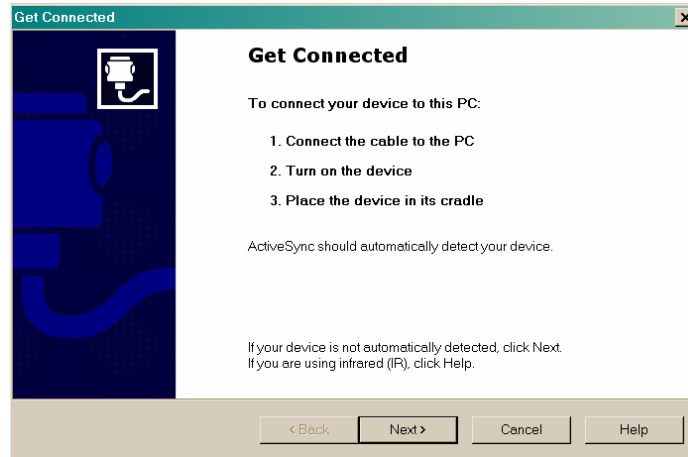 Get Connected
Get Connected
To connect your device to this PC:
1. Connect the cable to the PC
2. Turn on the device
3. Place the device in its cradle
ActiveSync should automatically detect your device.
If your device is not automatically detected, click Next.
If you are using infrared (IR), click Help.
< Back Next > Cancel Help